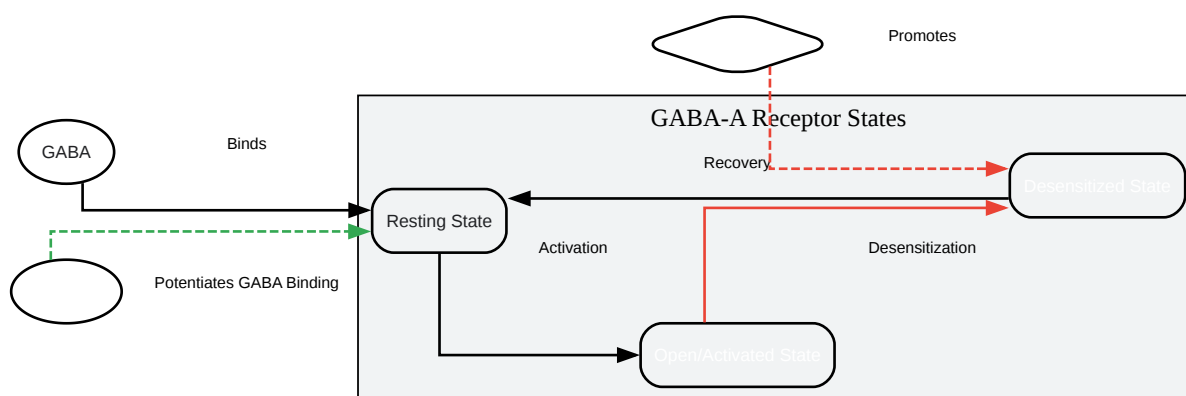 Promotes
GABA-A Receptor States
Binds
GABA
Recovery
Desensitized State
Resting State
Activation
Desensitization
Potentiates GABA Binding
Open/Activated State